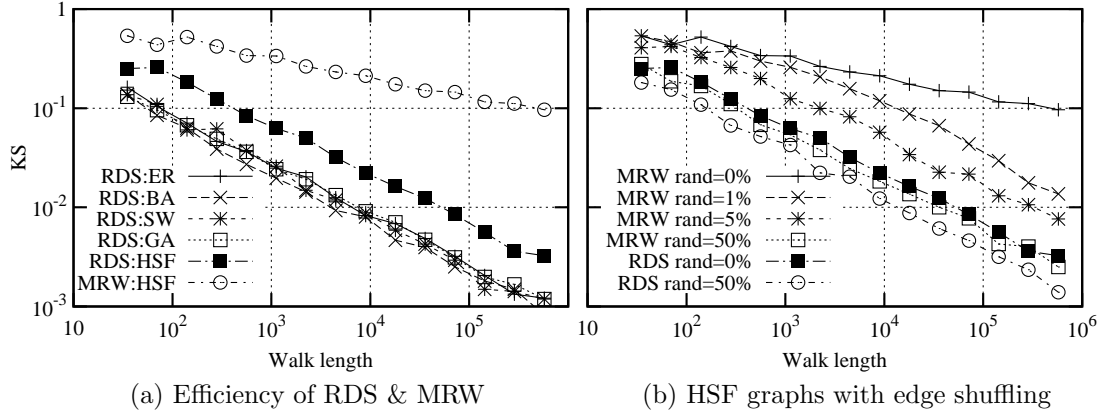 1
10^-1
10^-2
10^-3
KS
RDS:ER
RDS:BA
RDS:SW
RDS:GA
RDS:HSF
MRW:HSF
10
10^2
10^3
10^4
10^5
Walk length
(a) Efficiency of RDS & MRW
MRW rand=0%
MRW rand=1%
MRW rand=5%
MRW rand=50%
RDS rand=0%
RDS rand=50%
10
10^2
10^3
10^4
10^5
10^6
Walk length
(b) HSF graphs with edge shuffling